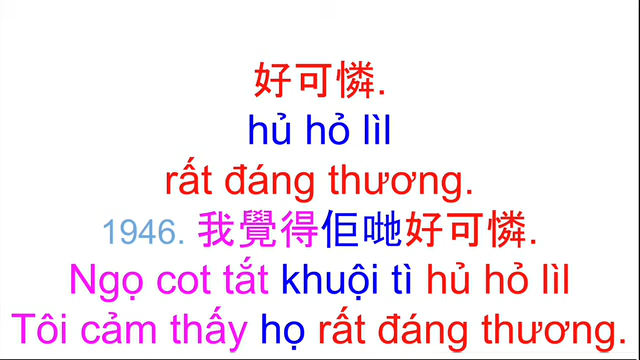 好可憐.
hủ hỏ lìl
rất đáng thương.
1946. 我覺得佢哋好可憐.
Ngọ cot tắt khuội tì hủ hỏ lìl
Tôi cảm thấy họ rất đáng thương.